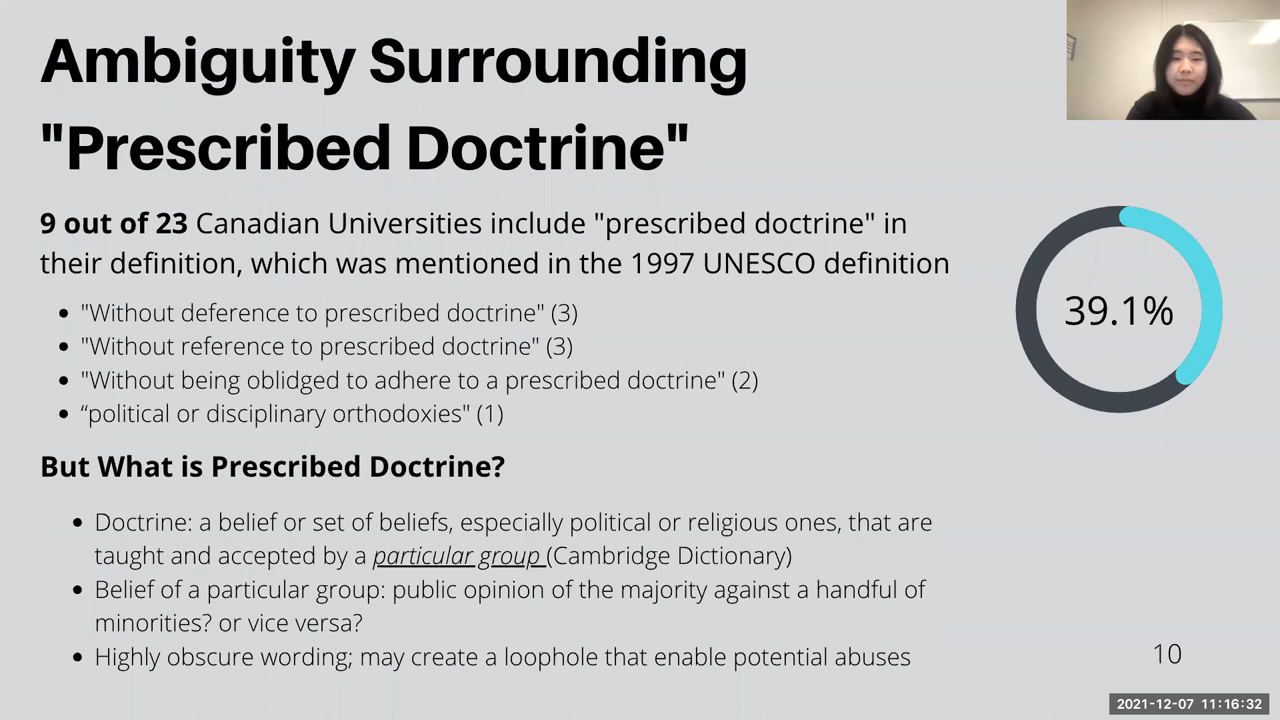 Ambiguity Surrounding
"Prescribed Doctrine"
9 out of 23 Canadian Universities include "prescribed doctrine" in
their definition, which was mentioned in the 1997 UNESCO definition
• "Without deference to prescribed doctrine" (3)
• "Without reference to prescribed doctrine" (3)
• "Without being oblidged to adhere to a prescribed doctrine" (2)
• “political or disciplinary orthodoxies" (1)
39.1%
But What is Prescribed Doctrine?
• Doctrine: a belief or set of beliefs, especially political or religious ones, that are
taught and accepted by a particular group (Cambridge Dictionary)
• Belief of a particular group: public opinion of the majority against a handful of
minorities? or vice versa?
• Highly obscure wording; may create a loophole that enable potential abuses
10
2021-12-07 11:16:32